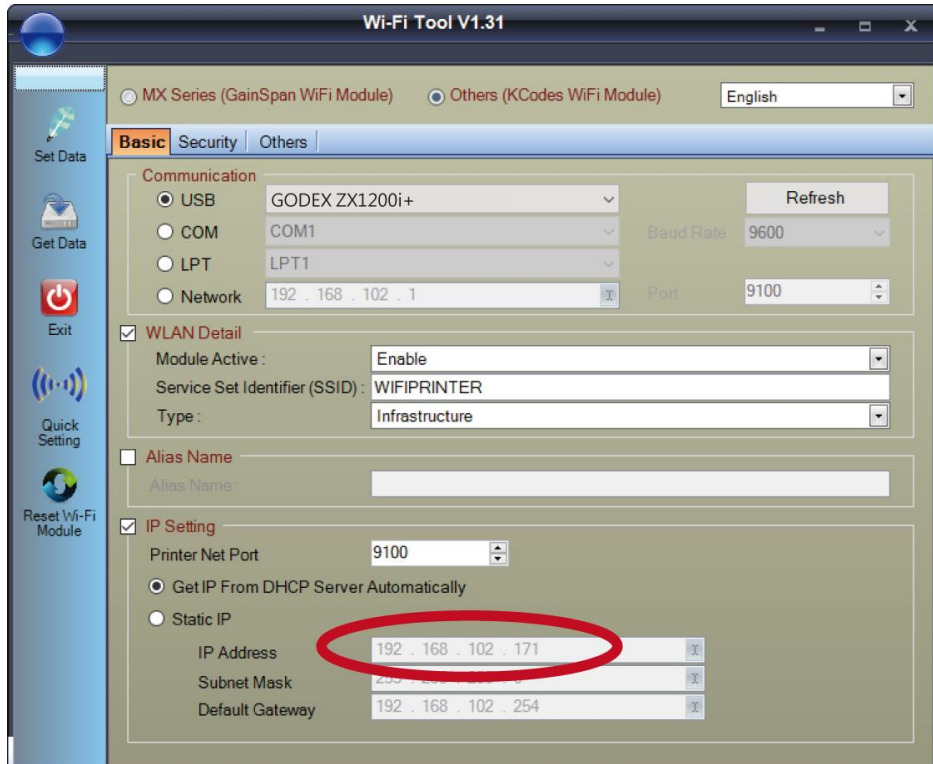 Wi-Fi Tool V1.31
MX Series (GainSpan WiFi Module) Others (KCodes WiFi Module) English
Set Data
Get Data
Exit
Quick
Setting
Reset Wi-Fi
Module
Basic Security Others
Communication
USB GODEX ZX1200i+ Refresh
COM COM1 Baud Rate 9600
LPT LPT1
Network 192 . 168 . 102 . 1 Port 9100
WLAN Detail
Module Active : Enable
Service Set Identifier (SSID) : WIFIPRINTER
Type : Infrastructure
Alias Name
Alias Name :
IP Setting
Printer Net Port 9100
Get IP From DHCP Server Automatically
Static IP
IP Address 192 . 168 . 102 . 171
Subnet Mask
Default Gateway 192 . 168 . 102 . 254